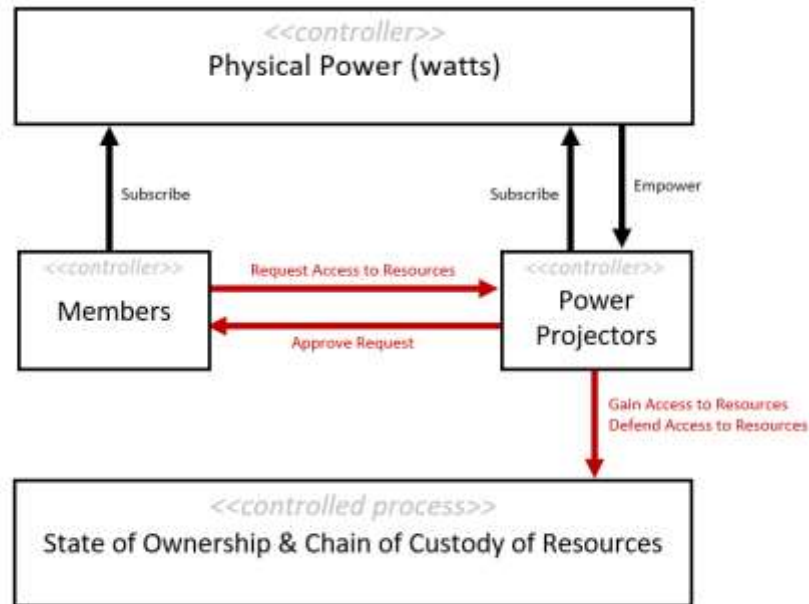 <<controller>>
Physical Power (watts)
Subscribe
Subscribe
Empower
<<controller>>
Members
Request Access to Resources
Approve Request
<<controller>>
Power
Projectors
Gain Access to Resources
Defend Access to Resources
<<controlled process>>
State of Ownership & Chain of Custody of Resources